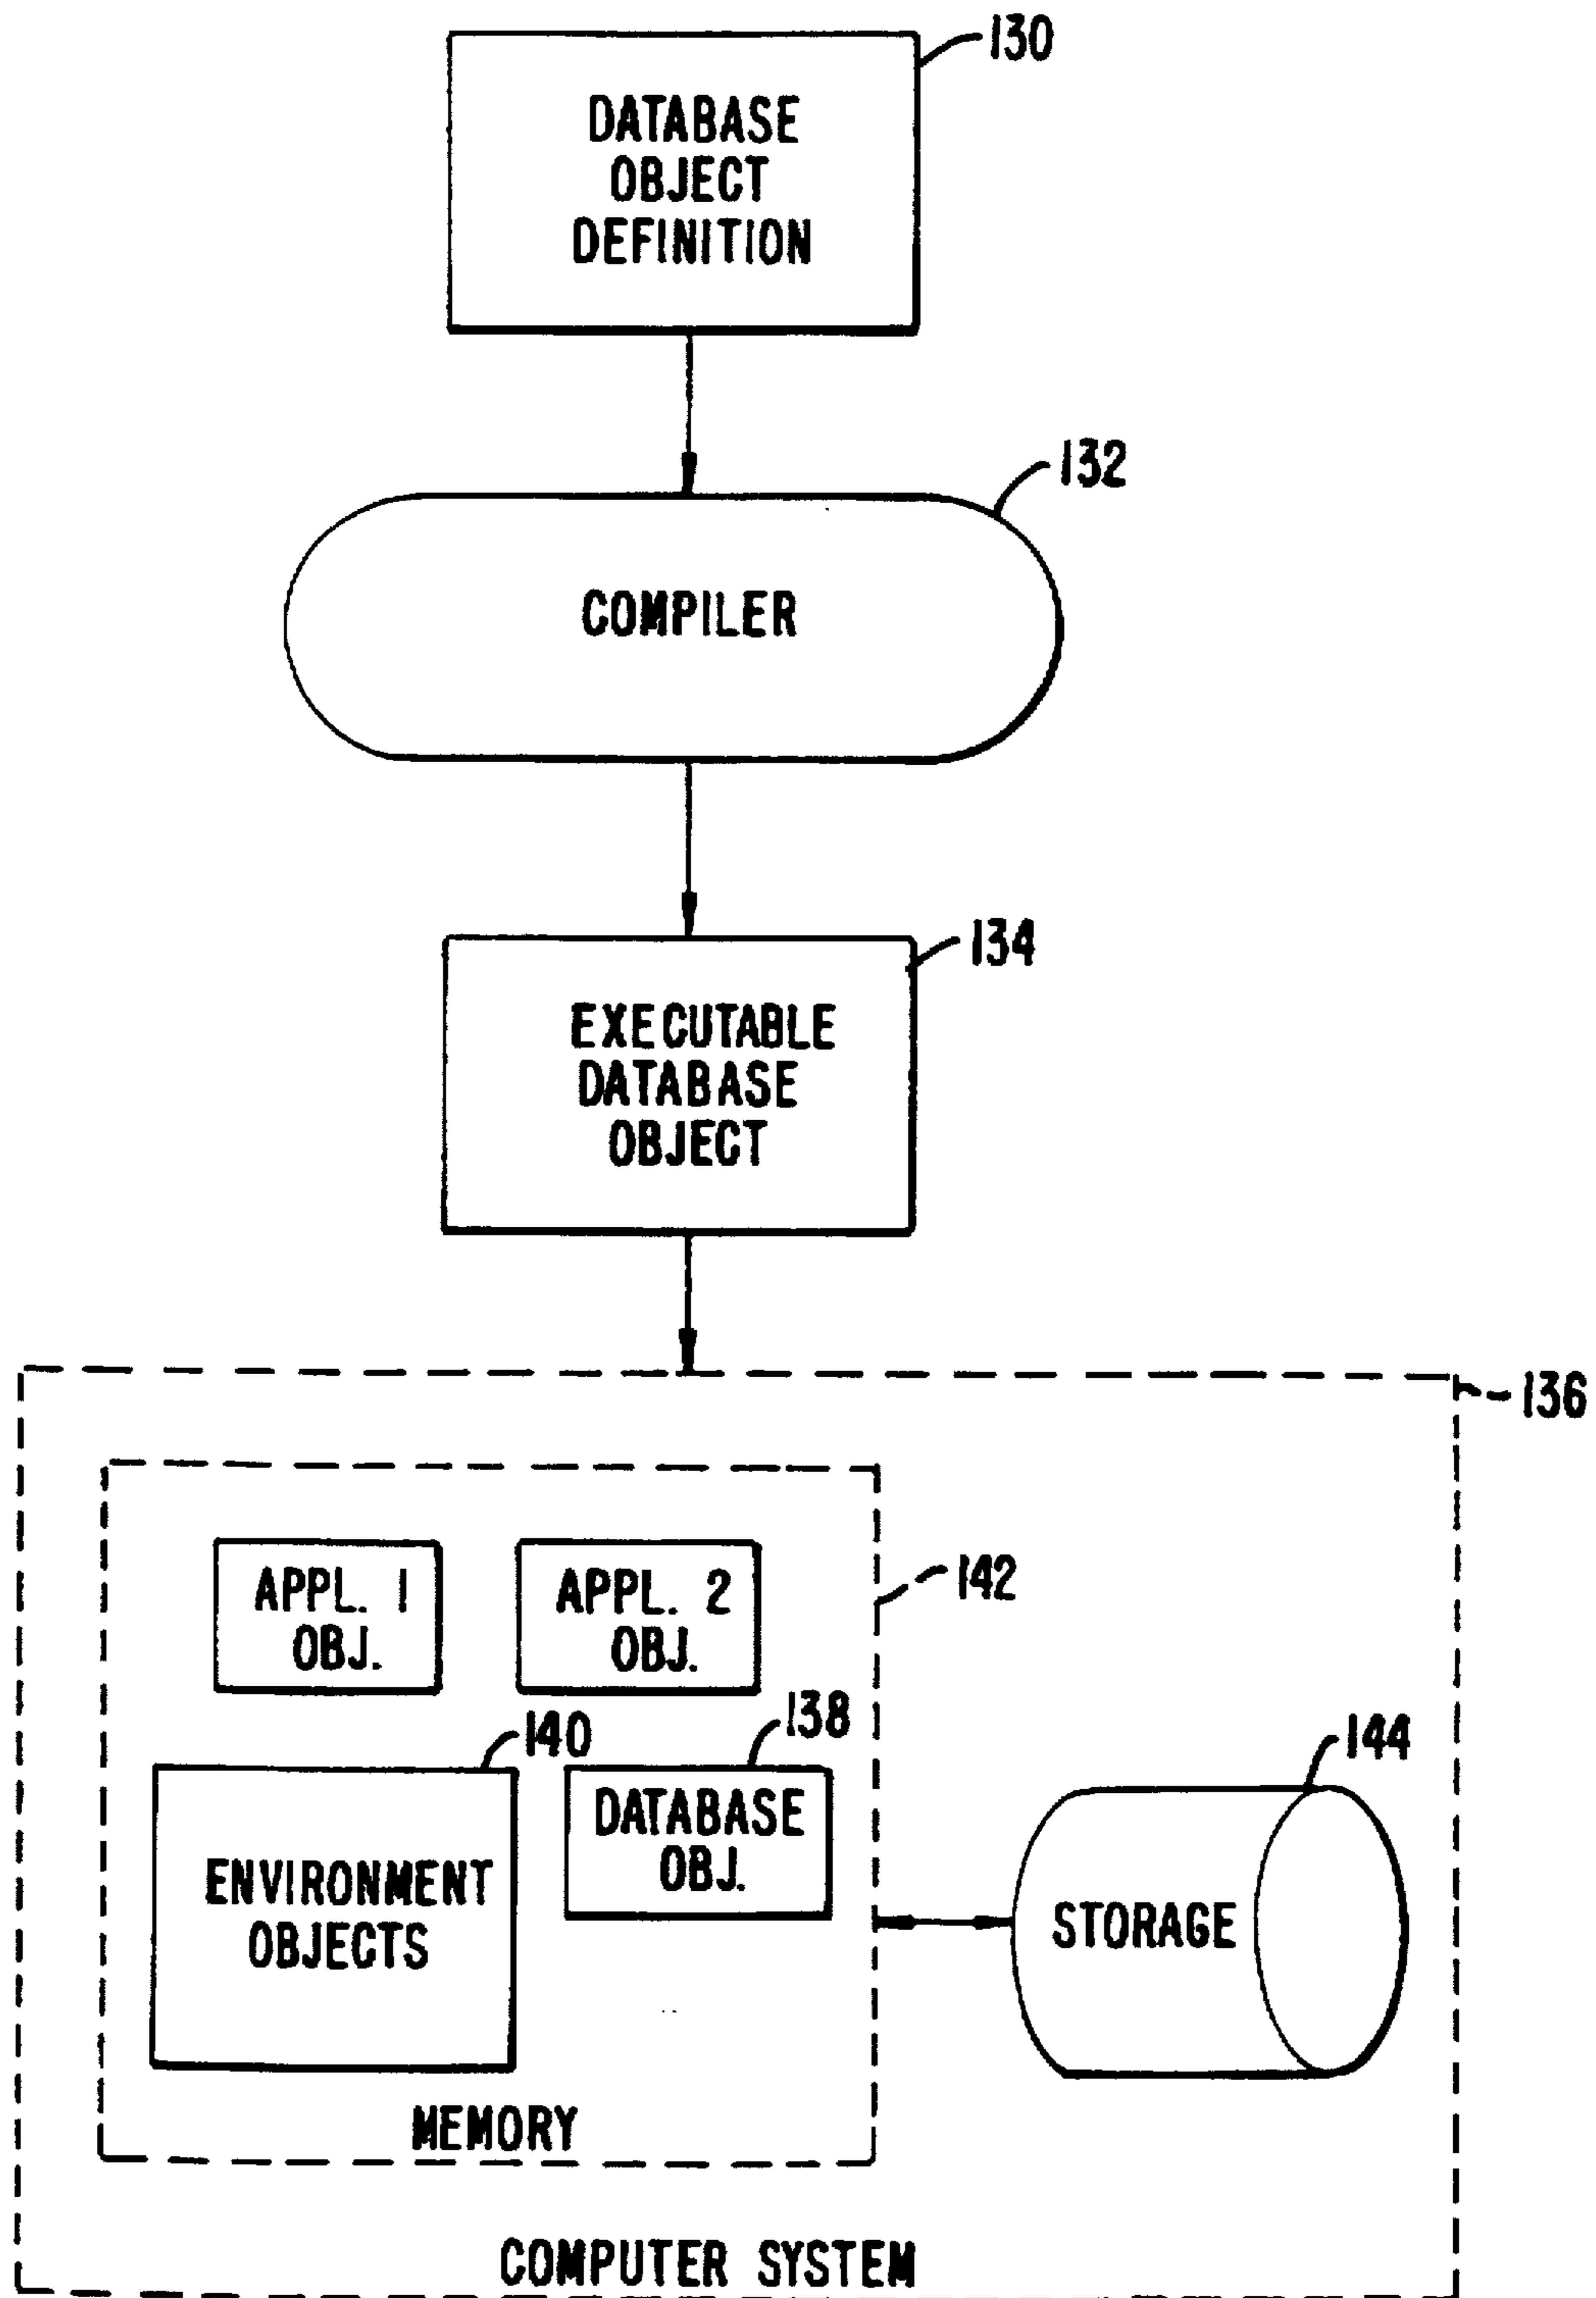 130
DATABASE
OBJECT
DEFINITION
132
COMPILER
134
EXECUTABLE
DATABASE
OBJECT
136
142
APPL. 1
OBJ.
APPL. 2
OBJ.
140
138
144
ENVIRONMENT
OBJECTS
DATABASE
OBJ.
STORAGE
MEMORY
COMPUTER SYSTEM